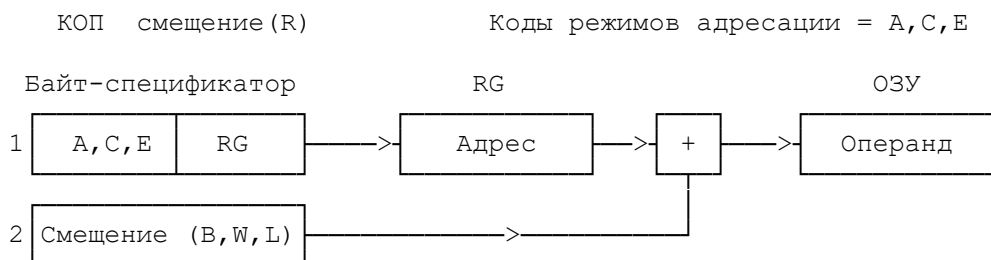 КОП смещение(R) Коды режимов адресации = A,C,E
Байт-спецификатор RG ОЗУ
1 A,C,E RG > Адрес > + > Операнд
2 Смещение (B,W,L) >